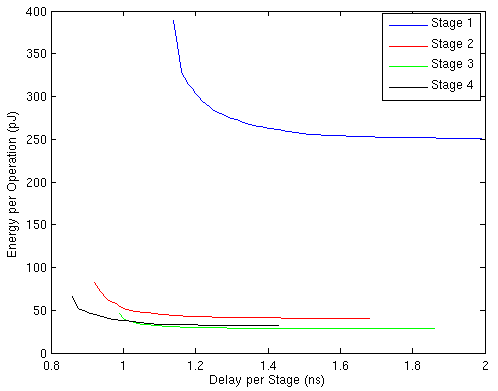 400
350
300
250
200
150
100
50
0
Energy per Operation (pJ)
Stage 1
Stage 2
Stage 3
Stage 4
0.8
1
1.2
1.4
1.6
1.8
2
Delay per Stage (ns)